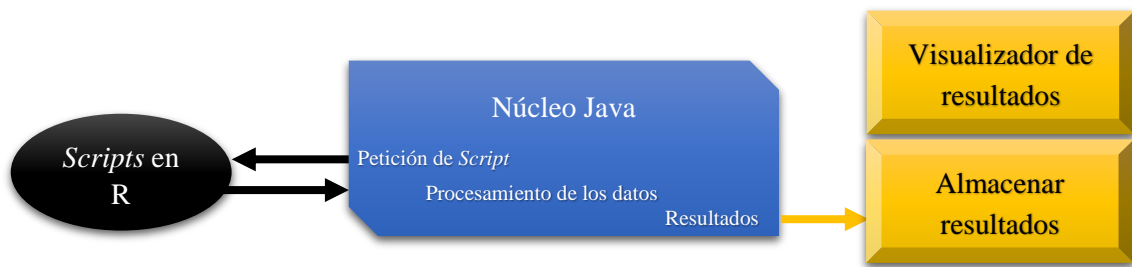 Scripts en
R
Núcleo Java
Petición de Script
Procesamiento de los datos
Resultados
Visualizador de
resultados
Almacenar
resultados